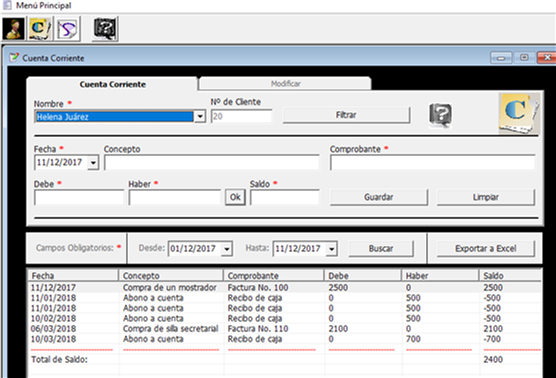 Menú Principal
Cuenta Corriente
Cuenta Corriente Modificar
Nombre * Nº de Cliente
Helena Juárez 20 Filtrar
Fecha * Concepto Comprobante *
11/12/2017
Debe * Haber * Saldo *
Ok Guardar Limpiar
Campos Obligatorios: * Desde: 01/12/2017 Hasta: 11/12/2017 Buscar Exportar a Excel
Fecha Concepto Comprobante Debe Haber Saldo
11/12/2017 Compra de un mostrador Factura No. 100 2500 0 2500
11/01/2018 Abono a cuenta Recibo de caja 0 500 -500
11/01/2018 Abono a cuenta Recibo de caja 0 500 -500
10/02/2018 Abono a cuenta Recibo de caja 0 500 -500
06/03/2018 Compra de silla secretarial Factura No. 110 2100 0 2100
10/03/2018 Abono a cuenta Recibo de caja 0 700 -700
Total de Saldo: 2400